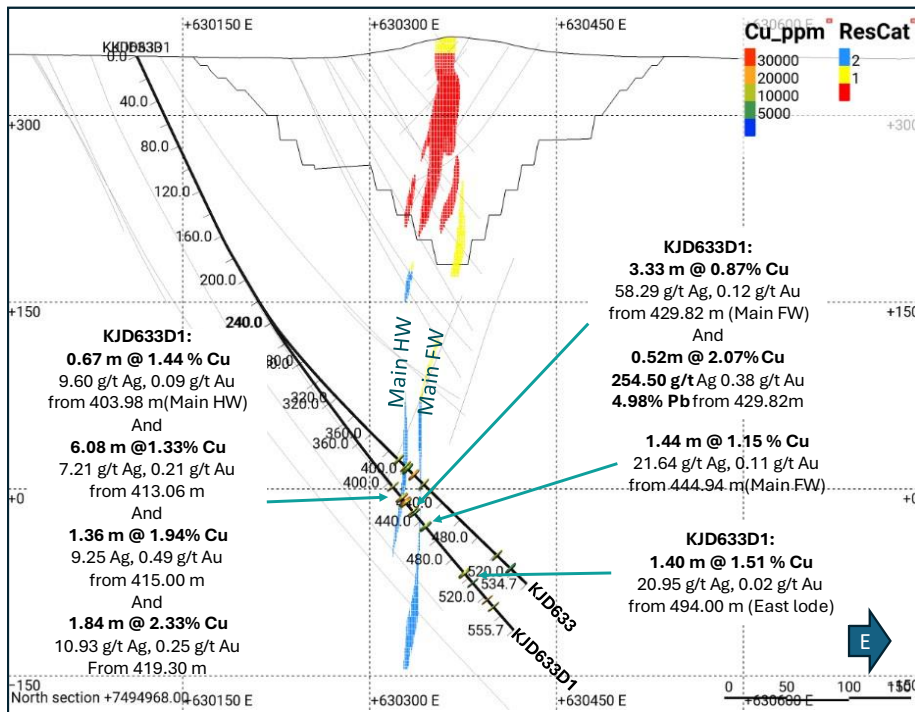 +630150 E
+630300 E
+630450 E
+630600 E
Cu_ppm
30000
20000
10000
5000
ResCat
2
1
KJD633D1
0.0
40.0
80.0
120.0
160.0
200.0
240.0
320.0
360.0
360.0
400.0
400.0
440.0
440.0
480.0
480.0
520.0
520.0
534.7
555.7
+300
+150
+0
-150
+300
Main HW
Main FW
KJD633D1:
0.67 m @ 1.44 % Cu
9.60 g/t Ag, 0.09 g/t Au
from 403.98 m(Main HW)
And
6.08 m @1.33% Cu
7.21 g/t Ag, 0.21 g/t Au
from 413.06 m
And
1.36 m @ 1.94% Cu
9.25 Ag, 0.49 g/t Au
from 415.00 m
And
1.84 m @ 2.33% Cu
10.93 g/t Ag, 0.25 g/t Au
From 419.30 m
KJD633D1:
3.33 m @ 0.87% Cu
58.29 g/t Ag, 0.12 g/t Au
from 429.82 m (Main FW)
And
0.52m @ 2.07% Cu
254.50 g/t Ag 0.38 g/t Au
4.98% Pb from 429.82m
1.44 m @ 1.15 % Cu
21.64 g/t Ag, 0.11 g/t Au
from 444.94 m(Main FW)
KJD633D1:
1.40 m @ 1.51 % Cu
20.95 g/t Ag, 0.02 g/t Au
from 494.00 m (East lode)
KJD633
KJD633D1
E
North section +7494968.00
+630150 E
+630300 E
+630450 E
+630600 E
0 50 100 150